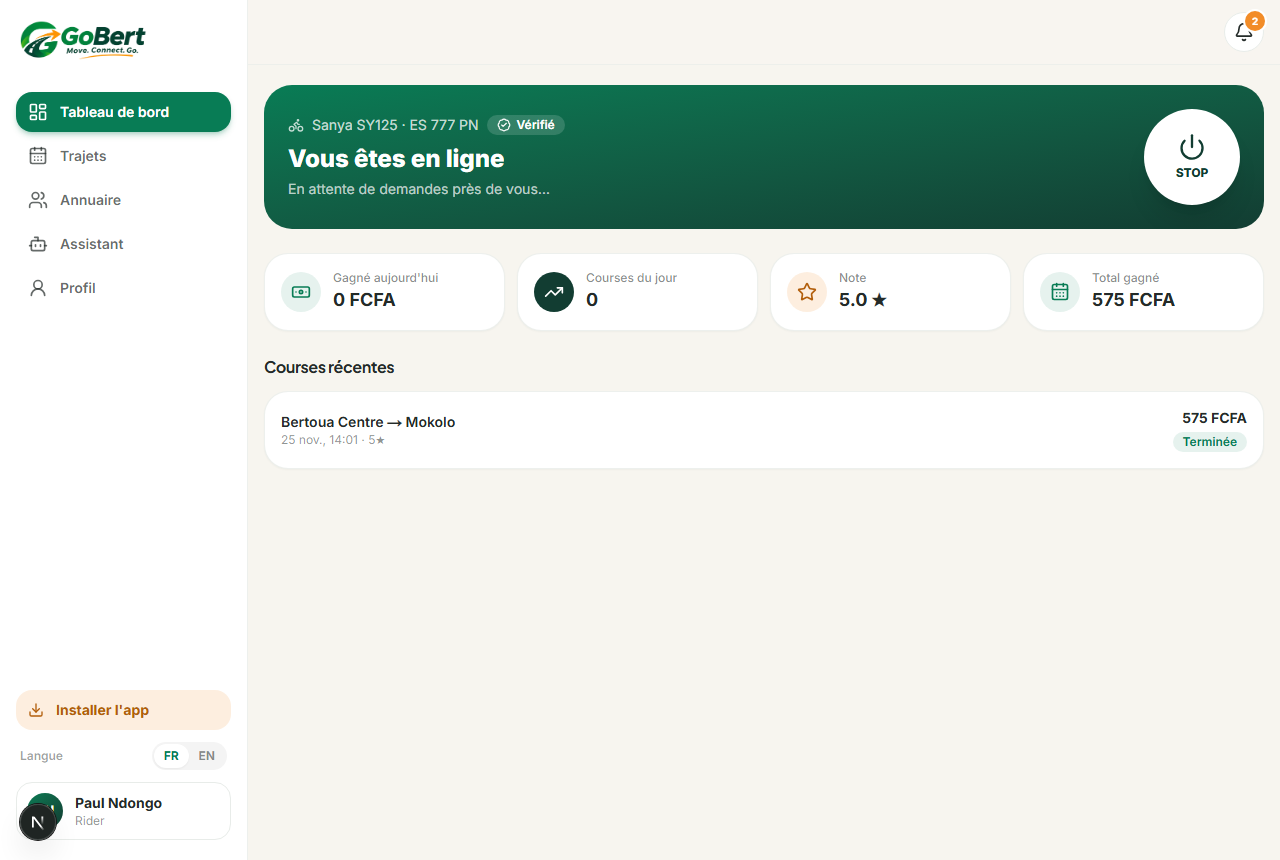 GoBert
Move. Connect. Go.
2
Tableau de bord
Trajets
Annuaire
Assistant
Profil
Sanya SY125 · ES 777 PN
Vérifié
Vous êtes en ligne
En attente de demandes près de vous...
STOP
Gagné aujourd'hui
0 FCFA
Courses du jour
0
Note
5.0 ★
Total gagné
575 FCFA
Courses récentes
Bertoua Centre → Mokolo
25 nov., 14:01 · 5★
575 FCFA
Terminée
Installer l'app
Langue
FR
EN
Paul Ndongo
Rider
N